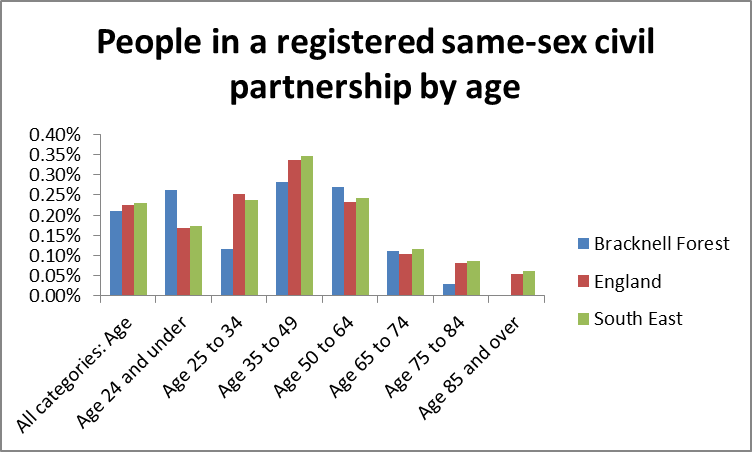 People in a registered same-sex civil
partnership by age
0.40%
0.35%
0.30%
0.25%
0.20%
0.15%
0.10%
0.05%
0.00%
All categories: Age
Age 24 and under
Age 25 to 34
Age 35 to 49
Age 50 to 64
Age 65 to 74
Age 75 to 84
Age 85 and over
Bracknell Forest
England
South East